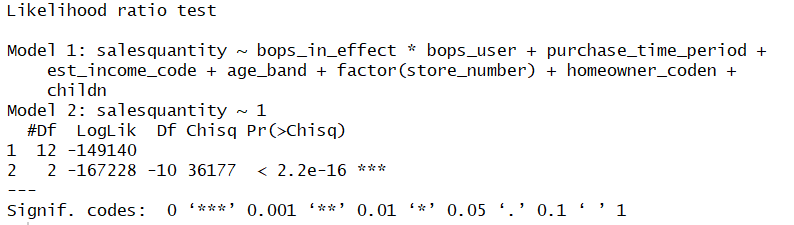 Likelihood ratio test
Model 1: salesquantity ~ bops_in_effect * bops_user + purchase_time_period +
est_income_code + age_band + factor(store_number) + homeowner_coden +
childn
Model 2: salesquantity ~ 1
#Df LogLik Df Chisq Pr(>Chisq)
1 12 -149140
2 2 -167228 -10 36177 < 2.2e-16 ***
---
Signif. codes: 0 ‘***’ 0.001 ‘**’ 0.01 ‘*’ 0.05 ‘.’ 0.1 ‘ ’ 1